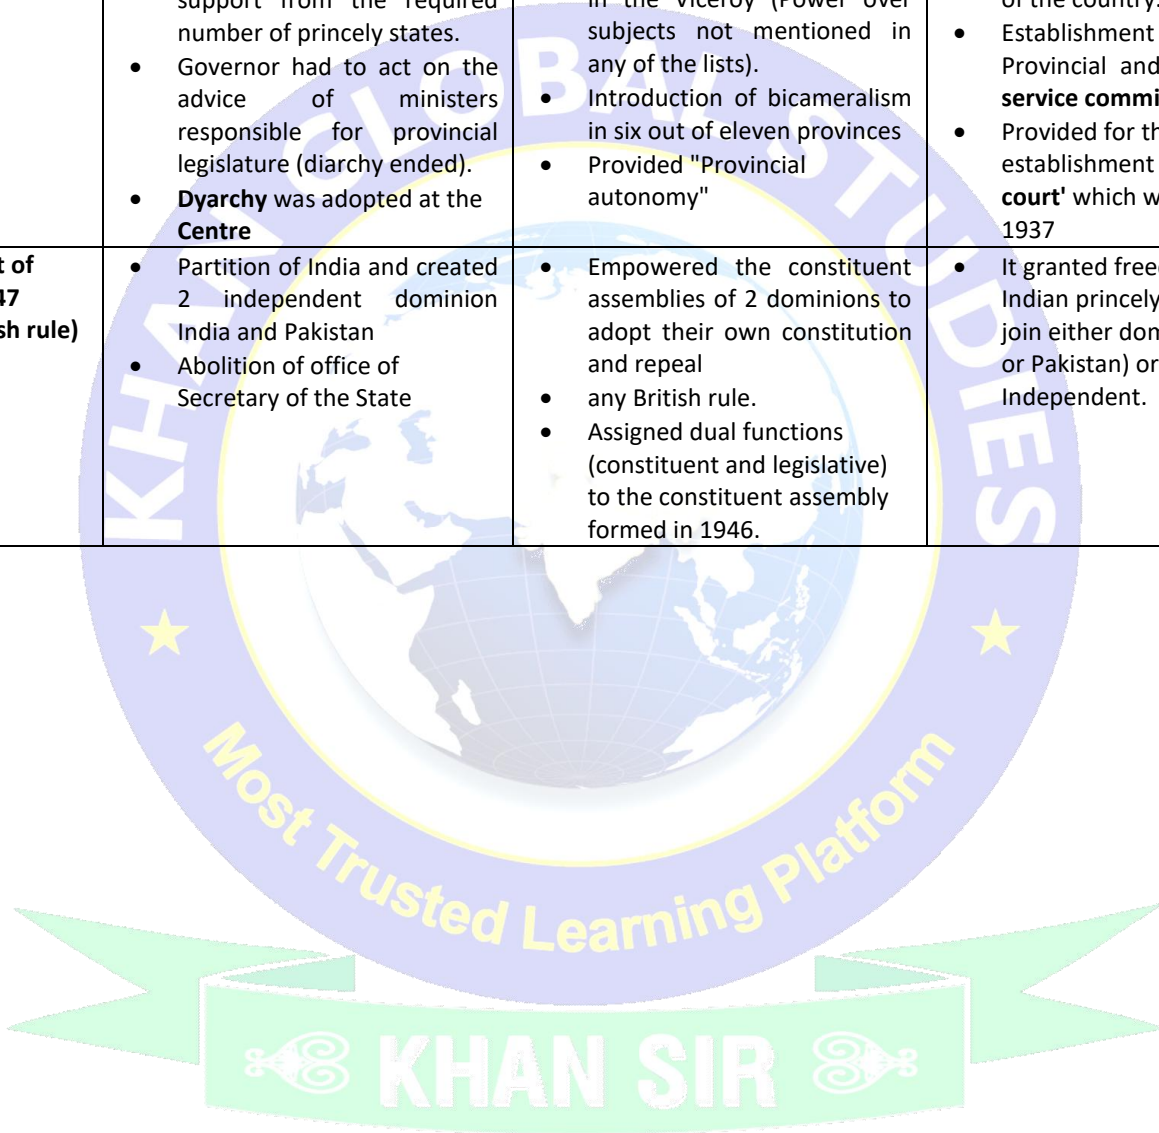 support from the required
number of princely states.
• Governor had to act on the
advice of ministers
responsible for provincial
legislature (diarchy ended).
• Dyarchy was adopted at the
Centre
in the Viceroy (Power over
subjects not mentioned in
any of the lists).
• Introduction of bicameralism
in six out of eleven provinces
• Provided "Provincial
autonomy"
of the country.
• Establishment
Provincial and
service commi
• Provided for th
establishment
court' which w
1937
t of
47
sh rule)
• Partition of India and created
2 independent dominion
India and Pakistan
• Abolition of office of
Secretary of the State
• Empowered the constituent
assemblies of 2 dominions to
adopt their own constitution
and repeal
• any British rule.
• Assigned dual functions
(constituent and legislative)
to the constituent assembly
formed in 1946.
• It granted free
Indian princely
join either dom
or Pakistan) or
Independent.
KHAN GLOBAL STUDIES
Most Trusted Learning Platform
KHAN SIR